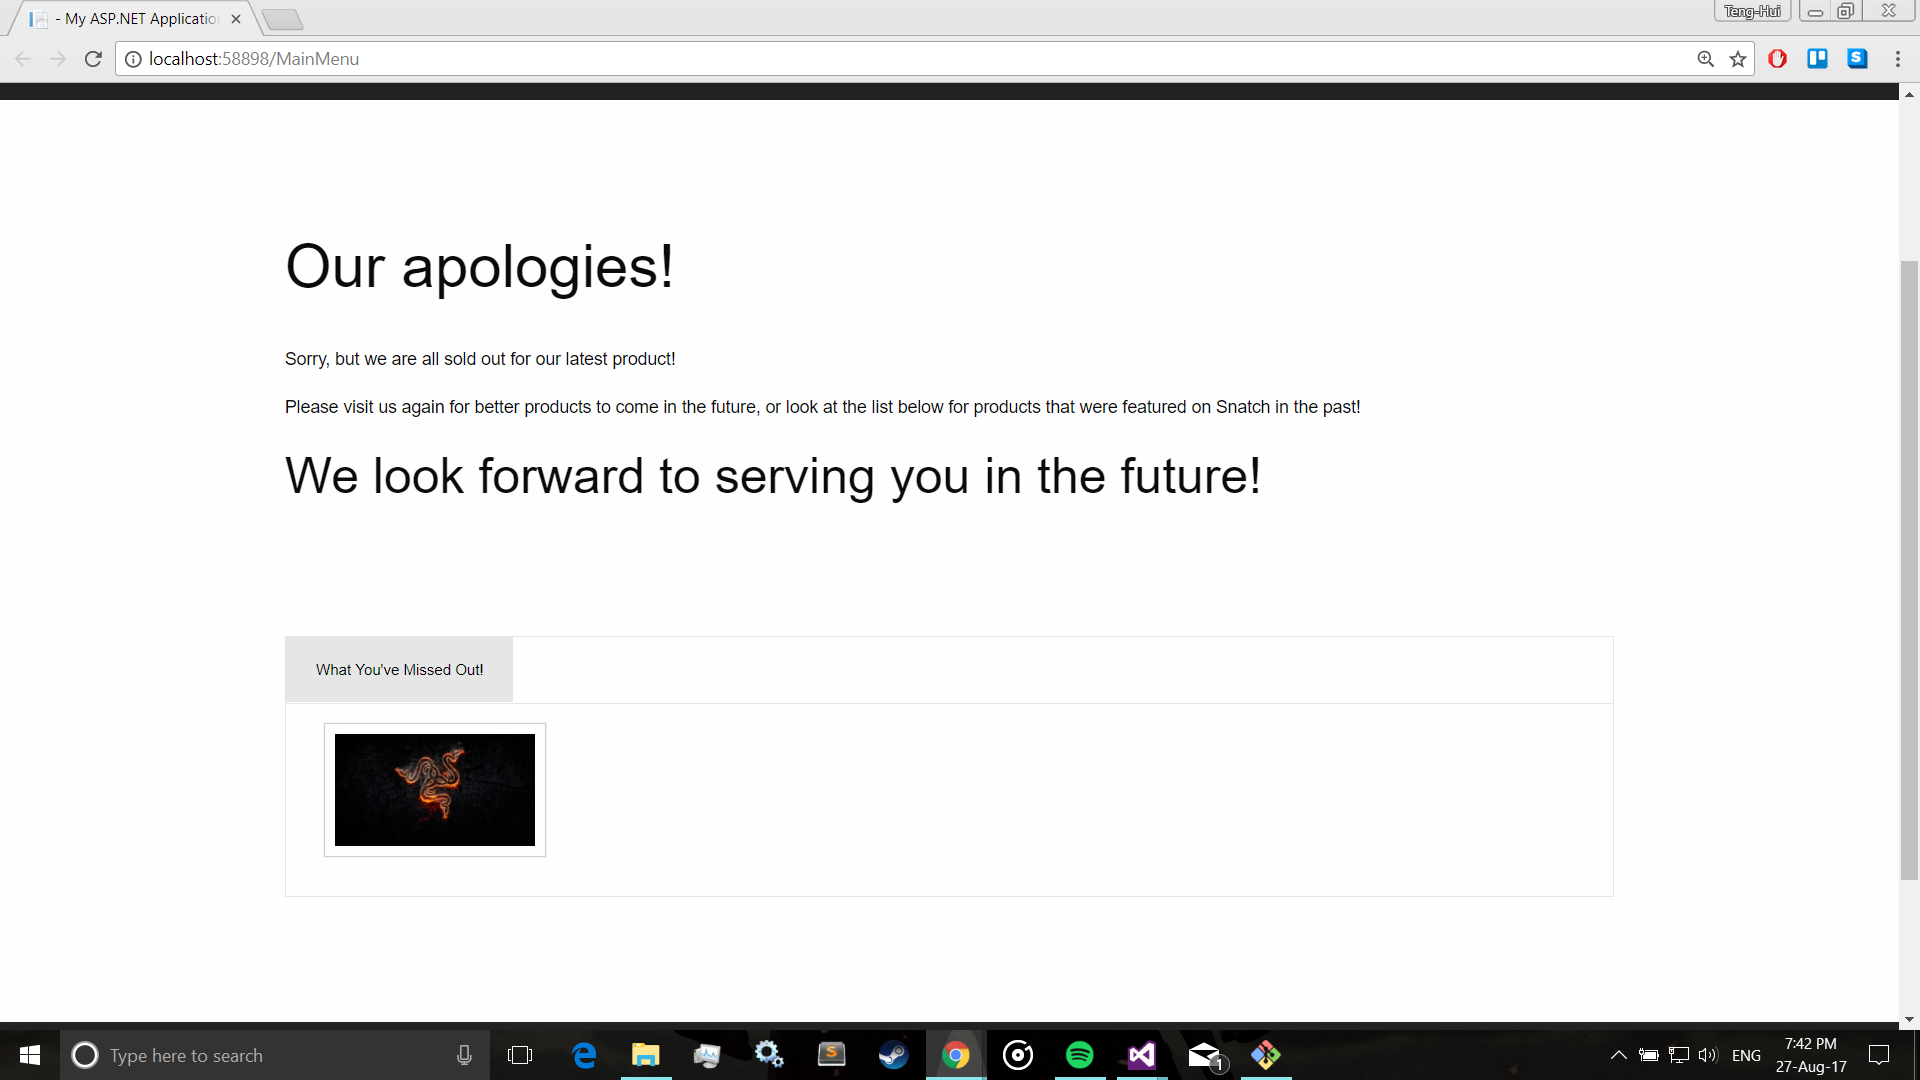 - My ASP.NET Applicatio
Teng-Hui
localhost:58898/MainMenu
Our apologies!
Sorry, but we are all sold out for our latest product!
Please visit us again for better products to come in the future, or look at the list below for products that were featured on Snatch in the past!
We look forward to serving you in the future!
What You've Missed Out!
Type here to search
1
ENG
7:42 PM
27-Aug-17